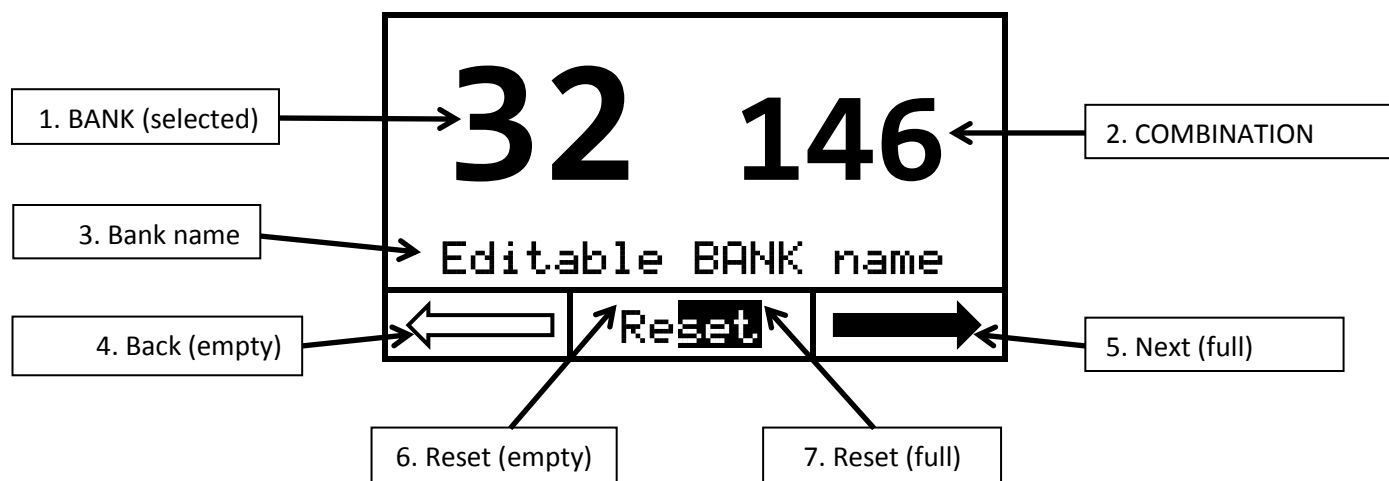 32 146
1. BANK (selected)
2. COMBINATION
3. Bank name
Editable BANK name
4. Back (empty)
Reset
5. Next (full)
6. Reset (empty)
7. Reset (full)